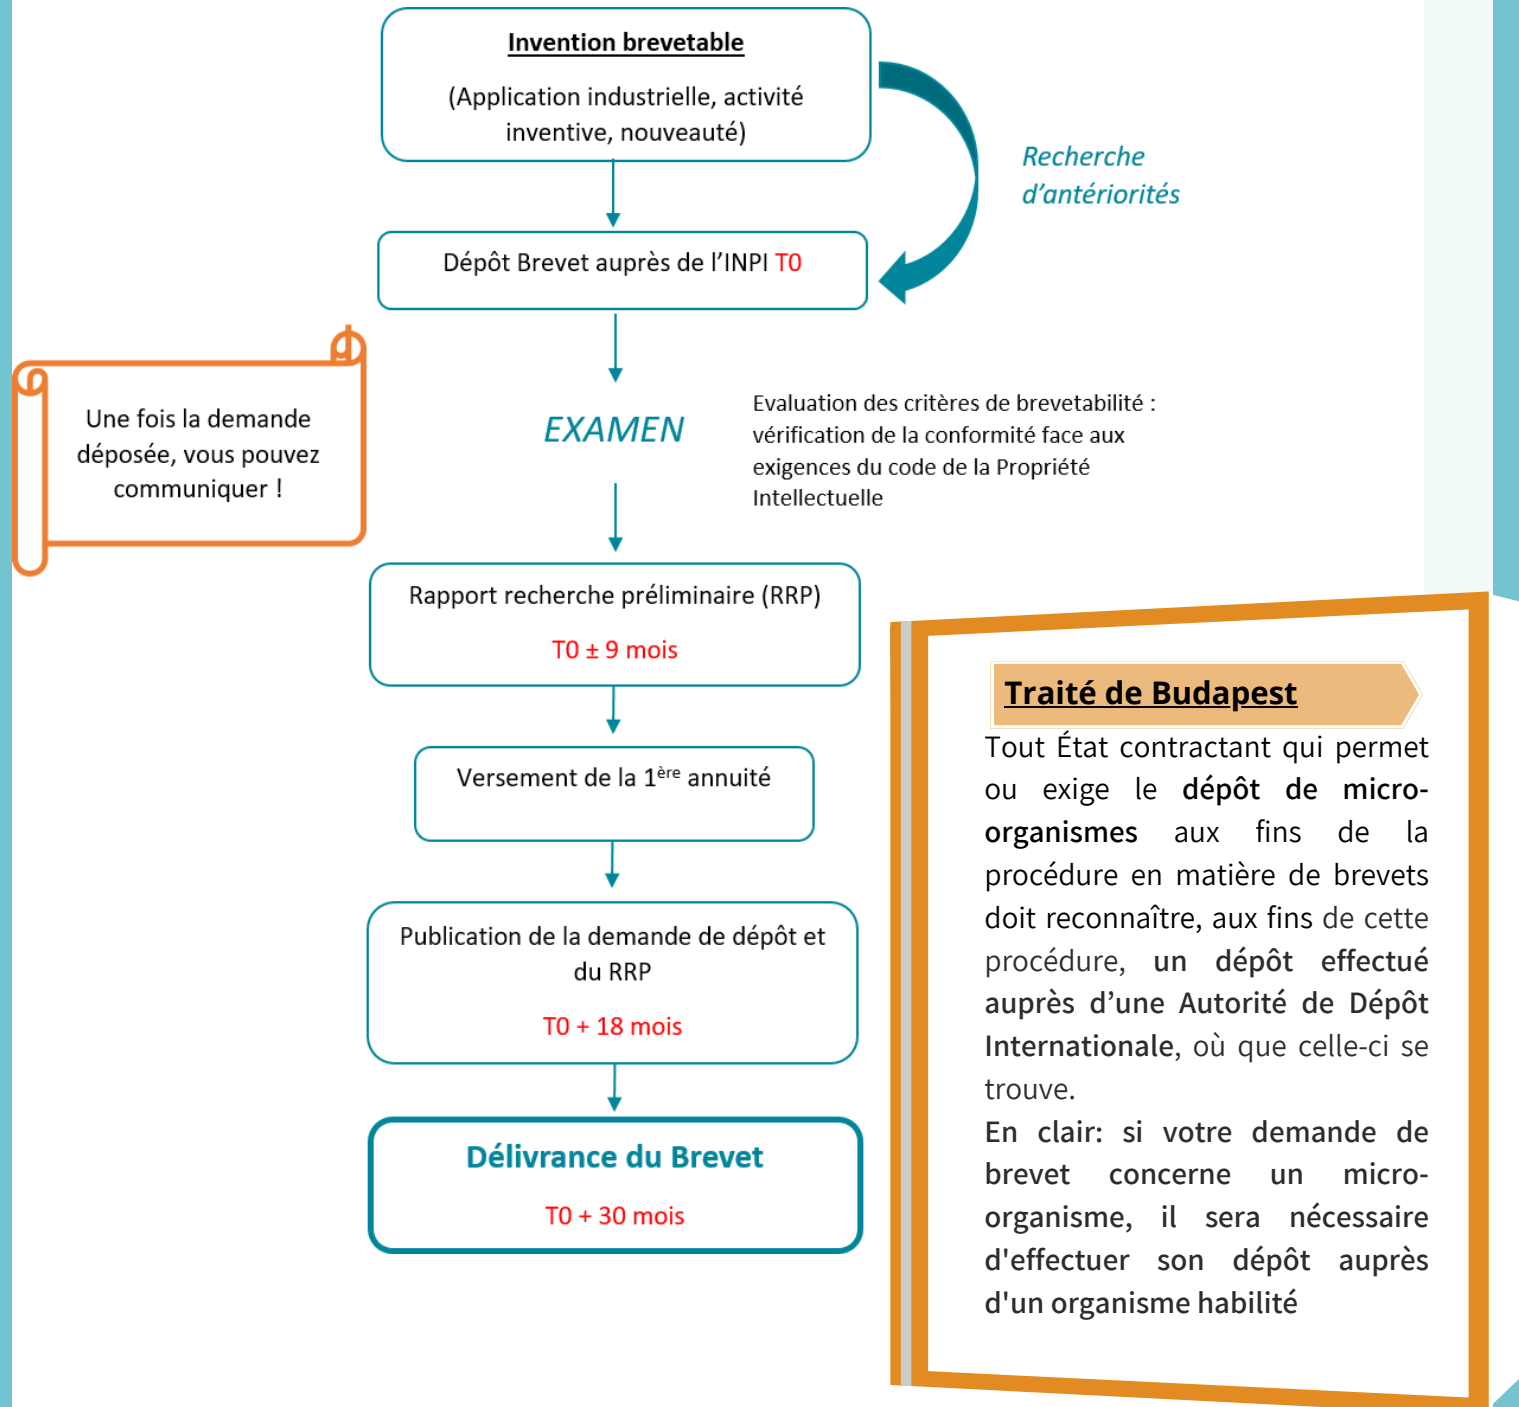 Invention brevetable
(Application industrielle, activité
inventive, nouveauté)
Recherche
d’antériorités
Dépôt Brevet auprès de l’INPI T0
Une fois la demande
déposée, vous pouvez
communiquer !
EXAMEN
Evaluation des critères de brevetabilité :
vérification de la conformité face aux
exigences du code de la Propriété
Intellectuelle
Rapport recherche préliminaire (RRP)
T0 ± 9 mois
Versement de la 1ère annuité
Publication de la demande de dépôt et
du RRP
T0 + 18 mois
Délivrance du Brevet
T0 + 30 mois
Traité de Budapest
Tout État contractant qui permet
ou exige le dépôt de micro-
organismes aux fins de la
procédure en matière de brevets
doit reconnaître, aux fins de cette
procédure, un dépôt effectué
auprès d’une Autorité de Dépôt
Internationale, où que celle-ci se
trouve.
En clair: si votre demande de
brevet concerne un micro-
organisme, il sera nécessaire
d'effectuer son dépôt auprès
d'un organisme habilité